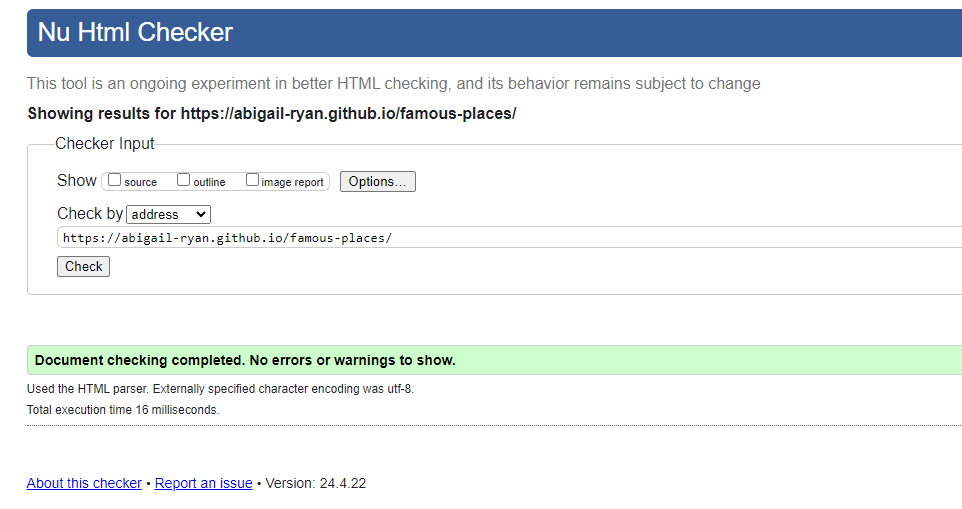 Nu Html Checker
This tool is an ongoing experiment in better HTML checking, and its behavior remains subject to change
Showing results for https://abigail-ryan.github.io/famous-places/
Checker Input
Show source outline image report Options...
Check by address
https://abigail-ryan.github.io/famous-places/
Check
Document checking completed. No errors or warnings to show.
Used the HTML parser. Externally specified character encoding was utf-8.
Total execution time 16 milliseconds.
About this checker • Report an issue • Version: 24.4.22